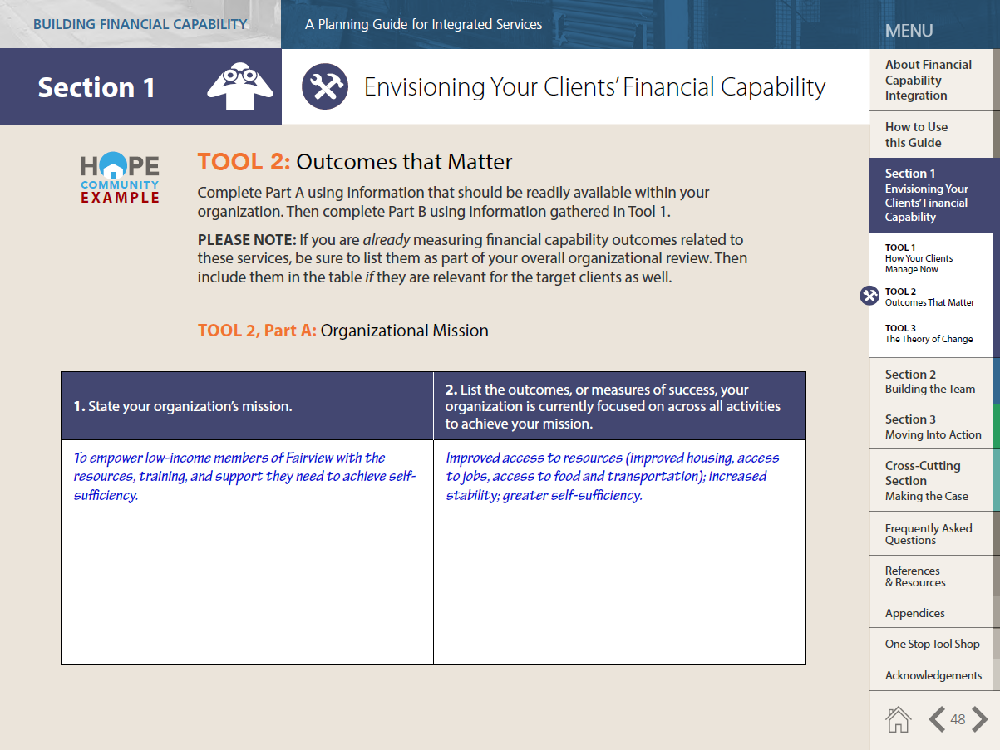 BUILDING FINANCIAL CAPABILITY
A Planning Guide for Integrated Services
MENU
Section 1
Envisioning Your Clients’ Financial Capability
HOPE
COMMUNITY
EXAMPLE
TOOL 2: Outcomes that Matter
Complete Part A using information that should be readily available within your
organization. Then complete Part B using information gathered in Tool 1.
PLEASE NOTE: If you are already measuring financial capability outcomes related to
these services, be sure to list them as part of your overall organizational review. Then
include them in the table if they are relevant for the target clients as well.
TOOL 2, Part A: Organizational Mission
1. State your organization’s mission.
2. List the outcomes, or measures of success, your
organization is currently focused on across all activities
to achieve your mission.
To empower low-income members of Fairview with the
resources, training, and support they need to achieve self-
sufficiency.
Improved access to resources (improved housing, access
to jobs, access to food and transportation); increased
stability; greater self-sufficiency.
About Financial
Capability
Integration
How to Use
this Guide
Section 1
Envisioning Your
Clients’ Financial
Capability
TOOL 1
How Your Clients
Manage Now
TOOL 2
Outcomes That Matter
TOOL 3
The Theory of Change
Section 2
Building the Team
Section 3
Moving Into Action
Cross-Cutting
Section
Making the Case
Frequently Asked
Questions
References
& Resources
Appendices
One Stop Tool Shop
Acknowledgements
48